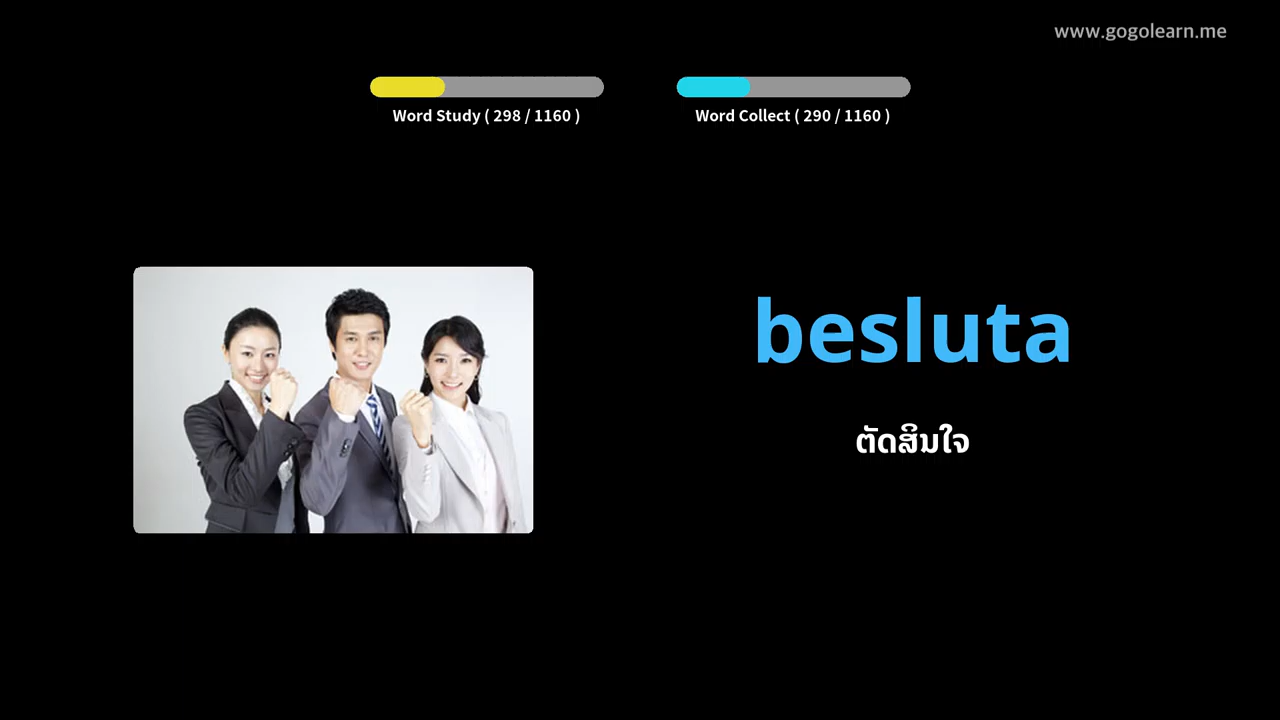 www.gogolearn.me
Word Study ( 298 / 1160 )
Word Collect ( 290 / 1160 )
besluta
ຕັດສິນໃຈ